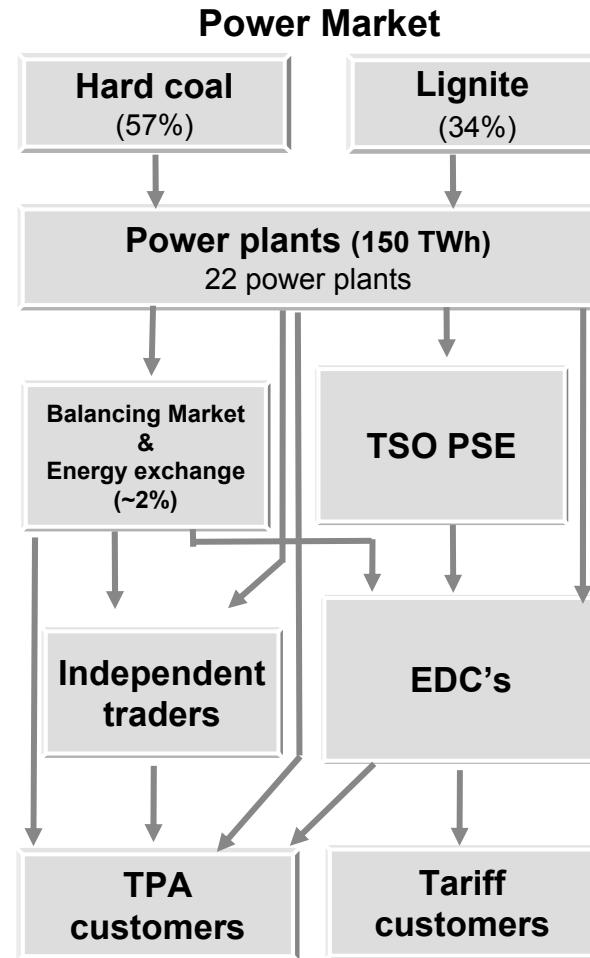 Power Market
Hard coal
(57%)
Lignite
(34%)
Power plants (150 TWh)
22 power plants
Balancing Market
&
Energy exchange
(~2%)
TSO PSE
Independent
traders
EDC's
TPA
customers
Tariff
customers